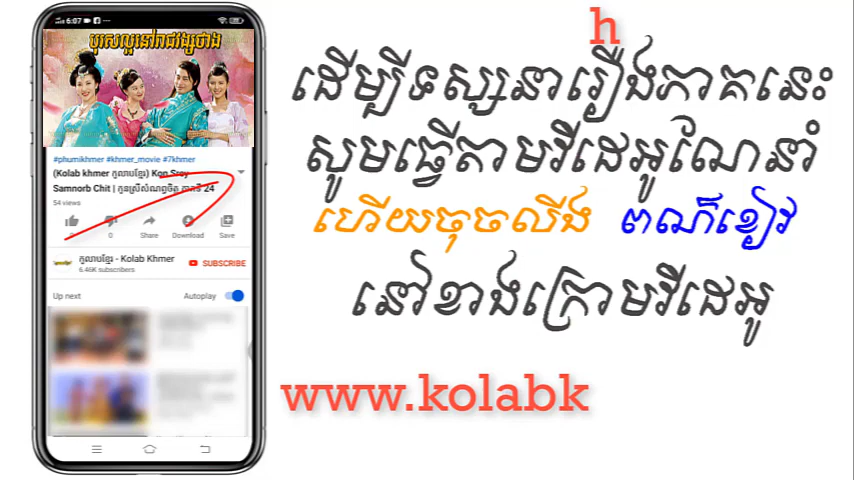 6:07
បុរសល្អនៅរាជវង្សថាង
#phumikhmer #khmer_movie #7khmer
(Kolab khmer កូលាបខ្មែរ) Kon Srey
Samnorb Chit | កូនស្រីសំណព្វចិត្ត ភាគទី 24
54 views
0
Share
Download
Save
កូលាបខ្មែរ - Kolab Khmer
6.46K subscribers
SUBSCRIBE
Up next
Autoplay
h
ដើម្បីទស្សនារឿងភាគនេះ
សូមធ្វើតាមវីដេអូណែនាំ
ហើយចុចលើង ពណ៌ខៀវ
នៅខាងក្រោមវីដេអូ
www.kolabk